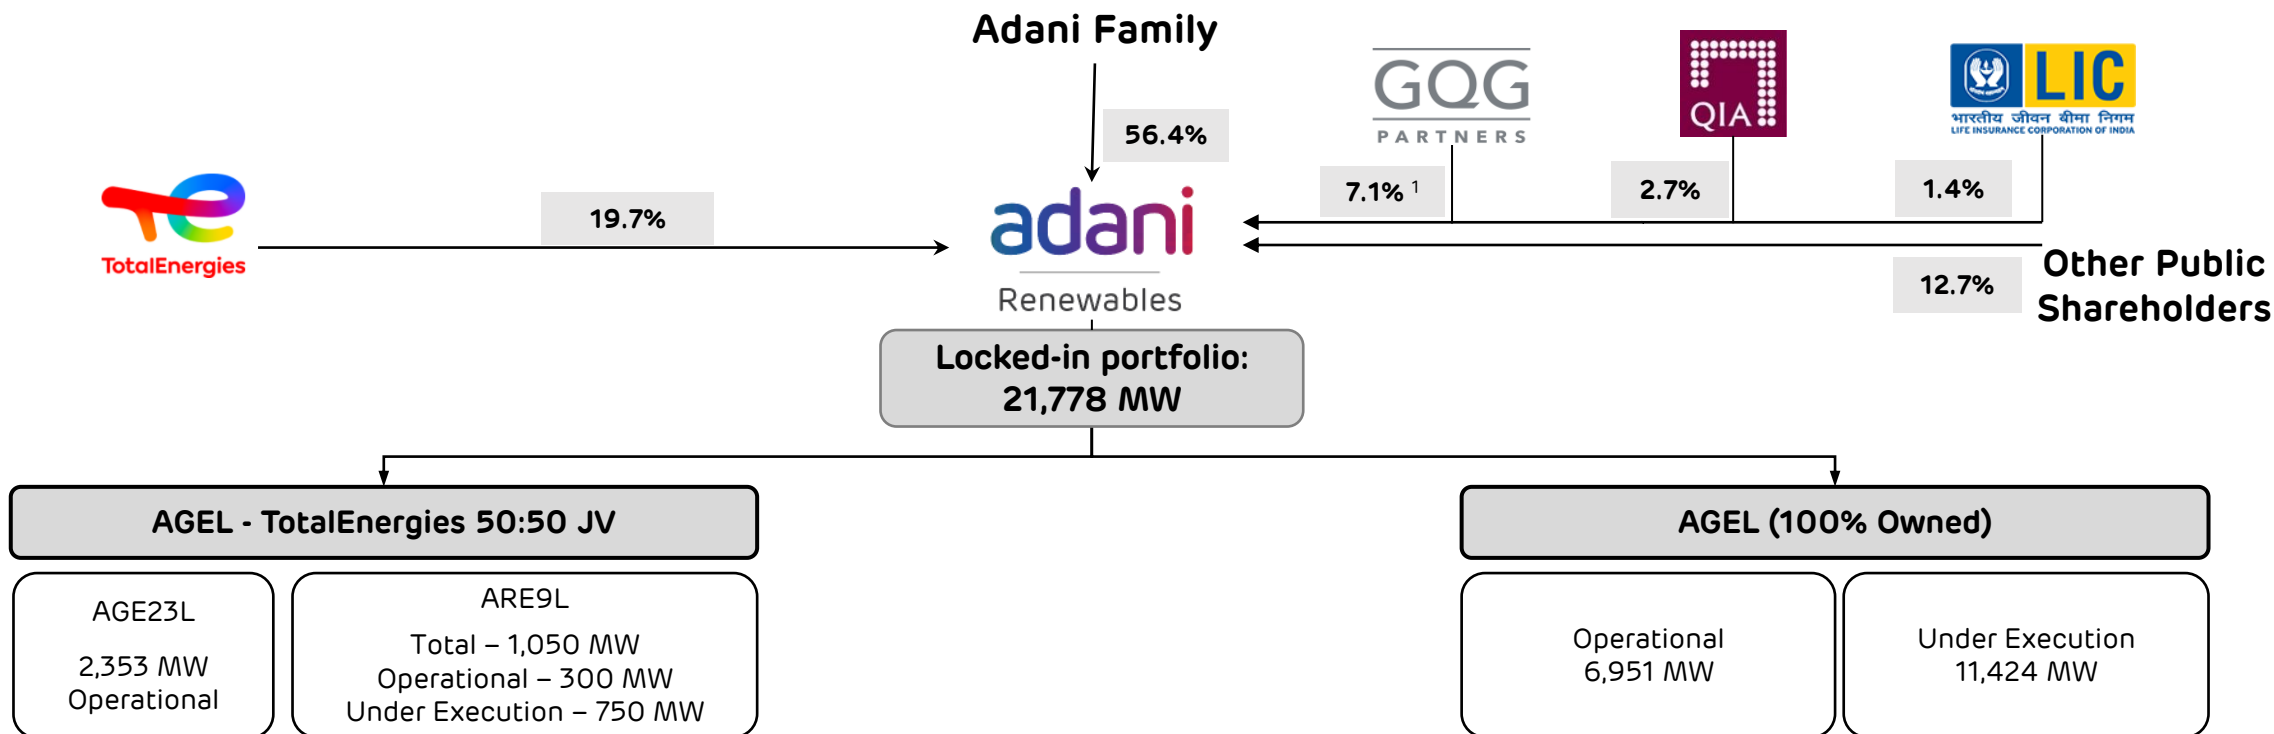 Adani Family
GQG
PARTNERS
QIA
LIC
भारतीय जीवन बीमा निगम
LIFE INSURANCE CORPORATION OF INDIA
56.4%
7.1% 1
2.7%
1.4%
TotalEnergies
19.7%
adani
Renewables
12.7%
Other Public
Shareholders
Locked-in portfolio:
21,778 MW
AGEL - TotalEnergies 50:50 JV
AGEL (100% Owned)
AGE23L
2,353 MW
Operational
ARE9L
Total – 1,050 MW
Operational – 300 MW
Under Execution – 750 MW
Operational
6,951 MW
Under Execution
11,424 MW